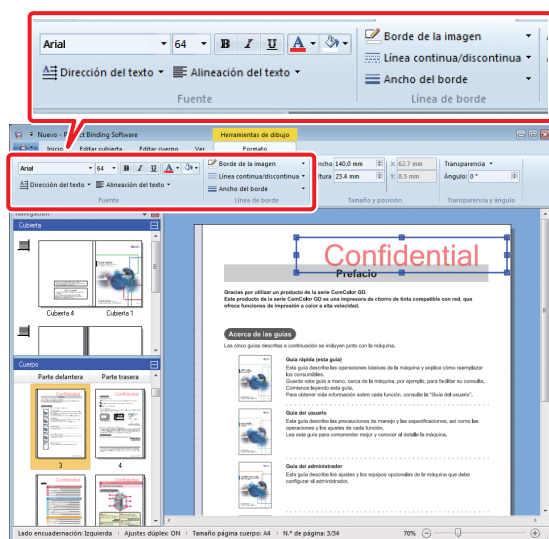 Arial 64 B I U A
Borde de la imagen
Línea continua/discontinua
Dirección del texto Alineación del texto
Ancho del borde
Fuente Línea de borde
Nuevo - Perfect Binding Software Herramientas de dibujo
Inicio Editar cubierta Editar cuerpo Ver Formato
Arial 64 B I U A Borde de la imagen ncho 140.0 mm X: 62.7 mm Transparencia
Línea continua/discontinua ltura 23.4 mm Y: 8.5 mm Ángulo: 0 °
Dirección del texto Alineación del texto Ancho del borde
Fuente Línea de borde Tamaño y posición Transparencia y ángulo
Navegación
Cubierta
Cubierta 4 Cubierta 1
Cuerpo
Parte delantera Parte trasera
Confidential Confidential
3 4
Confidential Confidential
Confidential
Prefacio
Gracias por utilizar un producto de la serie ComColor GD.
Este producto de la serie ComColor GD es una impresora de chorro de tinta compatible con red, que
ofrece funciones de impresión a color a alta velocidad.
Acerca de las guías
Las cinco guías descritas a continuación se incluyen junto con la máquina.
Guía rápida (esta guía)
Esta guía describe las operaciones básicas de la máquina y explica cómo reemplazar
los consumibles.
Guarde esta guía a mano, cerca de la máquina, por ejemplo, para facilitar su consulta.
Comience leyendo esta guía.
Para obtener más información sobre cada función, consulte la "Guía del usuario".
Guía del usuario
Esta guía describe las precauciones de manejo y las especificaciones, así como las
operaciones y los ajustes de cada función.
Lea esta guía para comprender mejor y conocer al detalle la máquina.
Guía del administrador
Esta guía describe los ajustes y los equipos opcionales de la máquina que debe
configurar el administrador.
Lado encuadernación: Izquierda Ajustes dúplex: ON Tamaño página cuerpo: A4 N.º de página: 3/34 70%